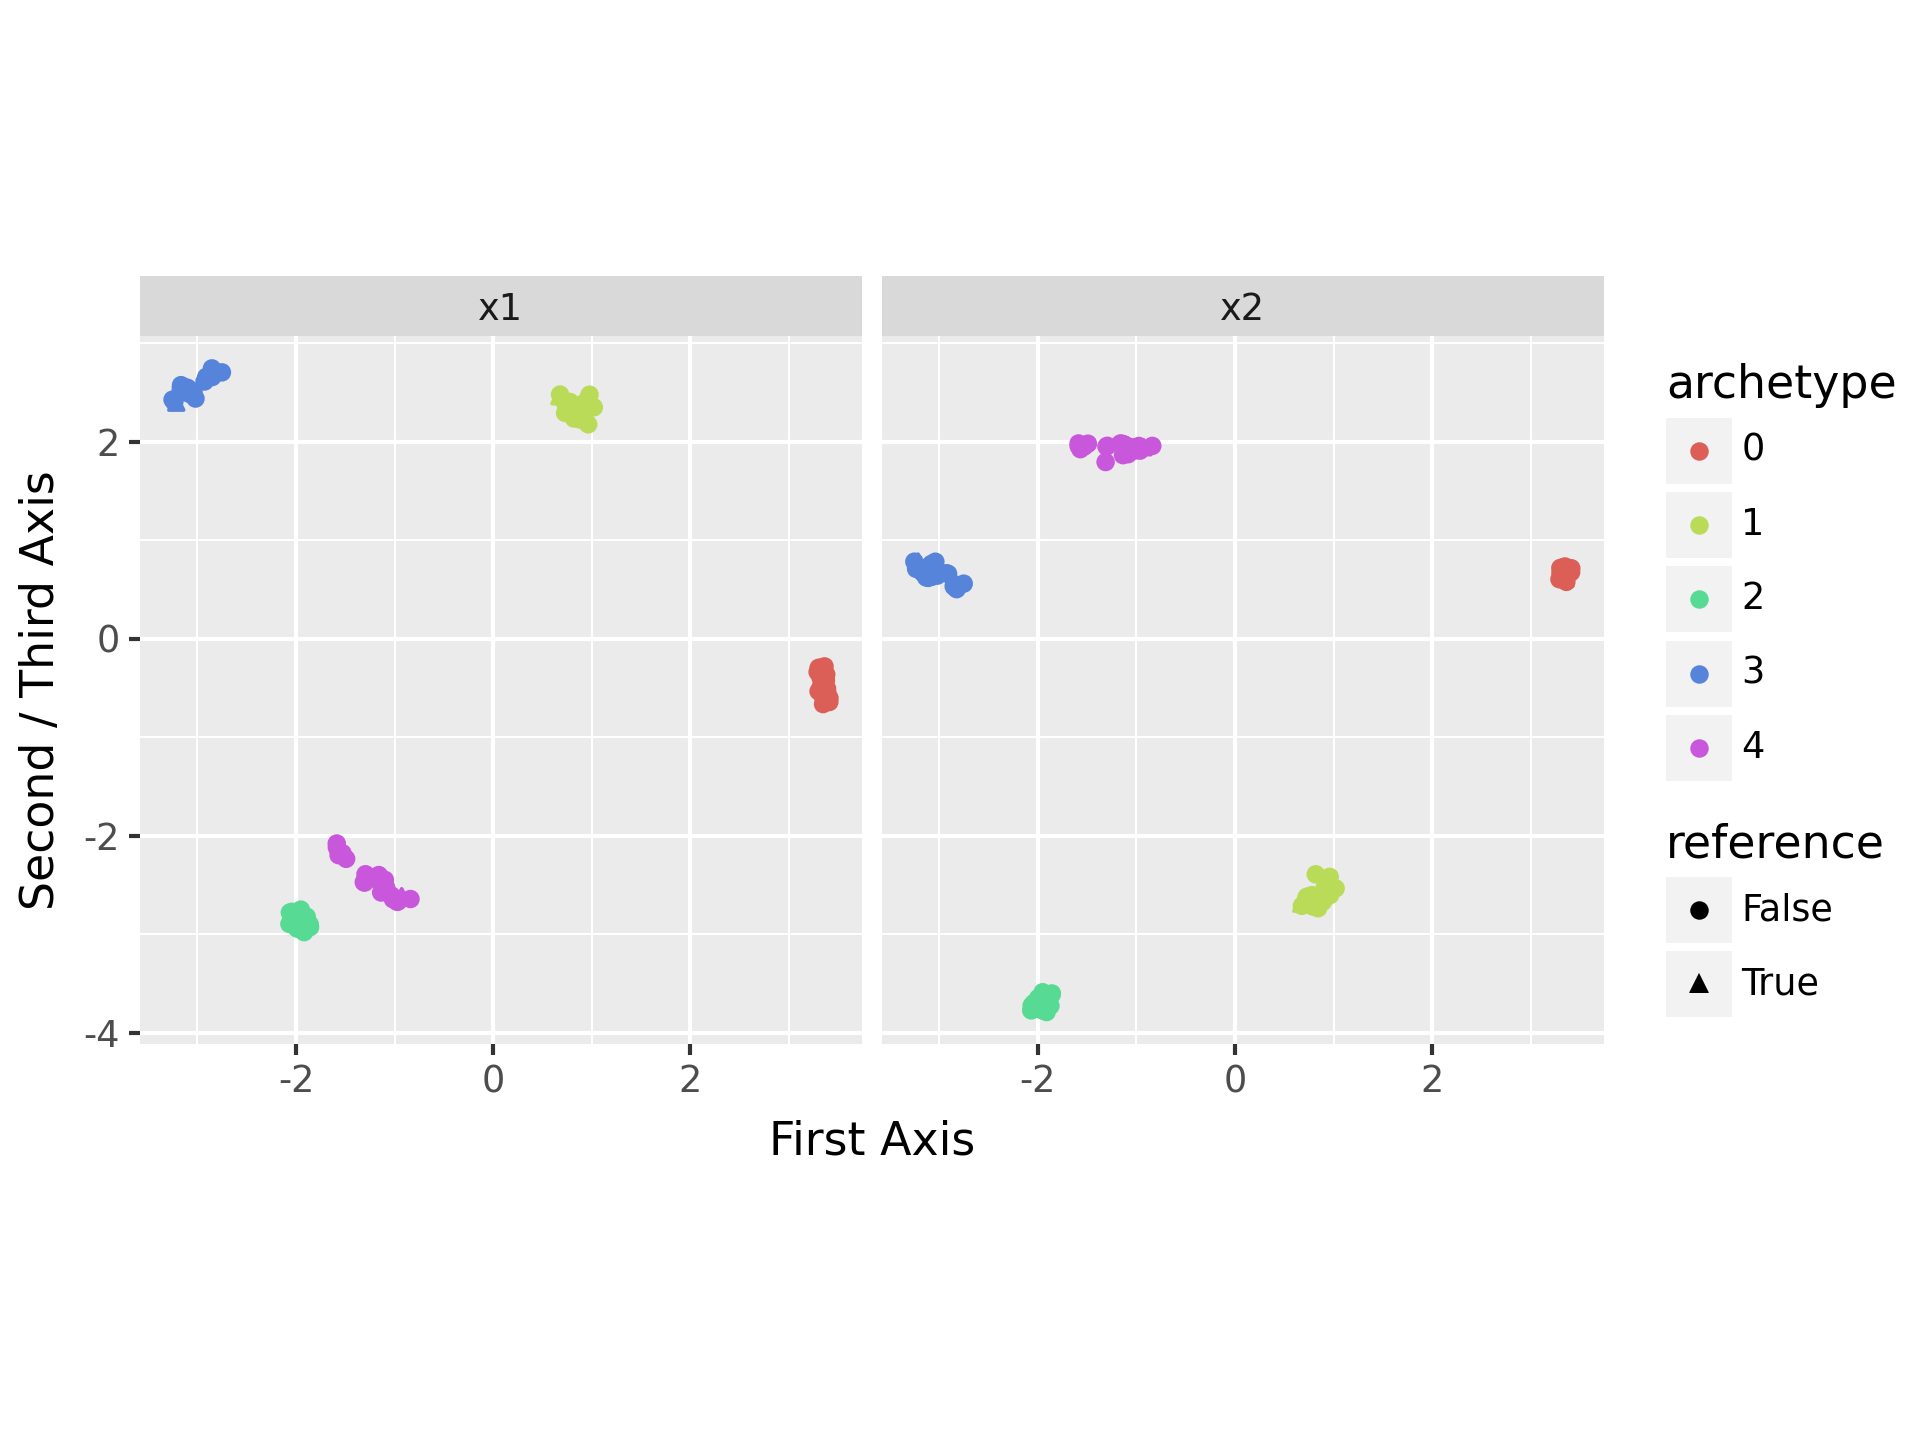 x1
x2
Second / Third Axis
2
0
-2
-4
-2
0
2
-2
0
2
First Axis
archetype
0
1
2
3
4
reference
False
True